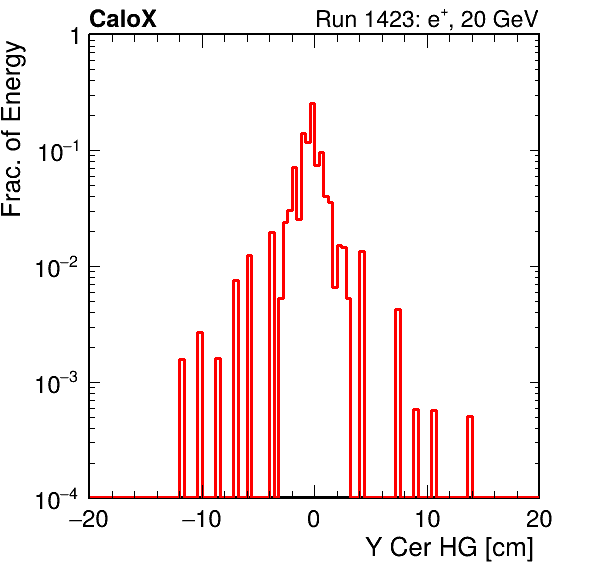 CaloX Run 1423: e⁺, 20 GeV
Frac. of Energy
1
10⁻¹
10⁻²
10⁻³
10⁻⁴
−20 −10 0 10 20
Y Cer HG [cm]